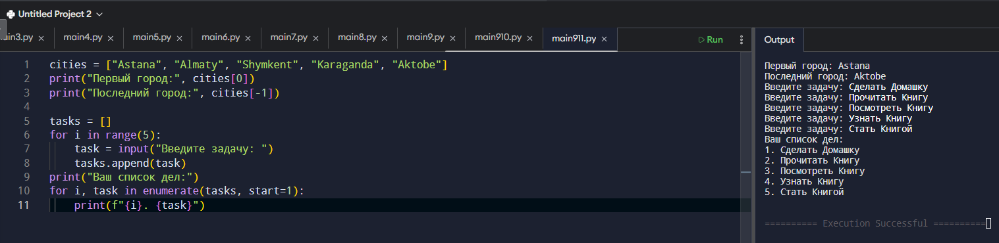 Untitled Project 2
main3.py × main4.py × main5.py × main6.py × main7.py × main8.py × main9.py × main910.py × main911.py × Run Output
1 cities = ["Astana", "Almaty", "Shymkent", "Karaganda", "Aktobe"]
2 print("Первый город:", cities[0])
3 print("Последний город:", cities[-1])
4
5 tasks = []
6 for i in range(5):
7     task = input("Введите задачу: ")
8     tasks.append(task)
9 print("Ваш список дел:")
10 for i, task in enumerate(tasks, start=1):
11     print(f"{i}. {task}")
Первый город: Astana
Последний город: Aktobe
Введите задачу: Сделать Домашку
Введите задачу: Прочитать Книгу
Введите задачу: Посмотреть Книгу
Введите задачу: Узнать Книгу
Введите задачу: Стать Книгой
Ваш список дел:
1. Сделать Домашку
2. Прочитать Книгу
3. Посмотреть Книгу
4. Узнать Книгу
5. Стать Книгой
========== Execution Successful ==========